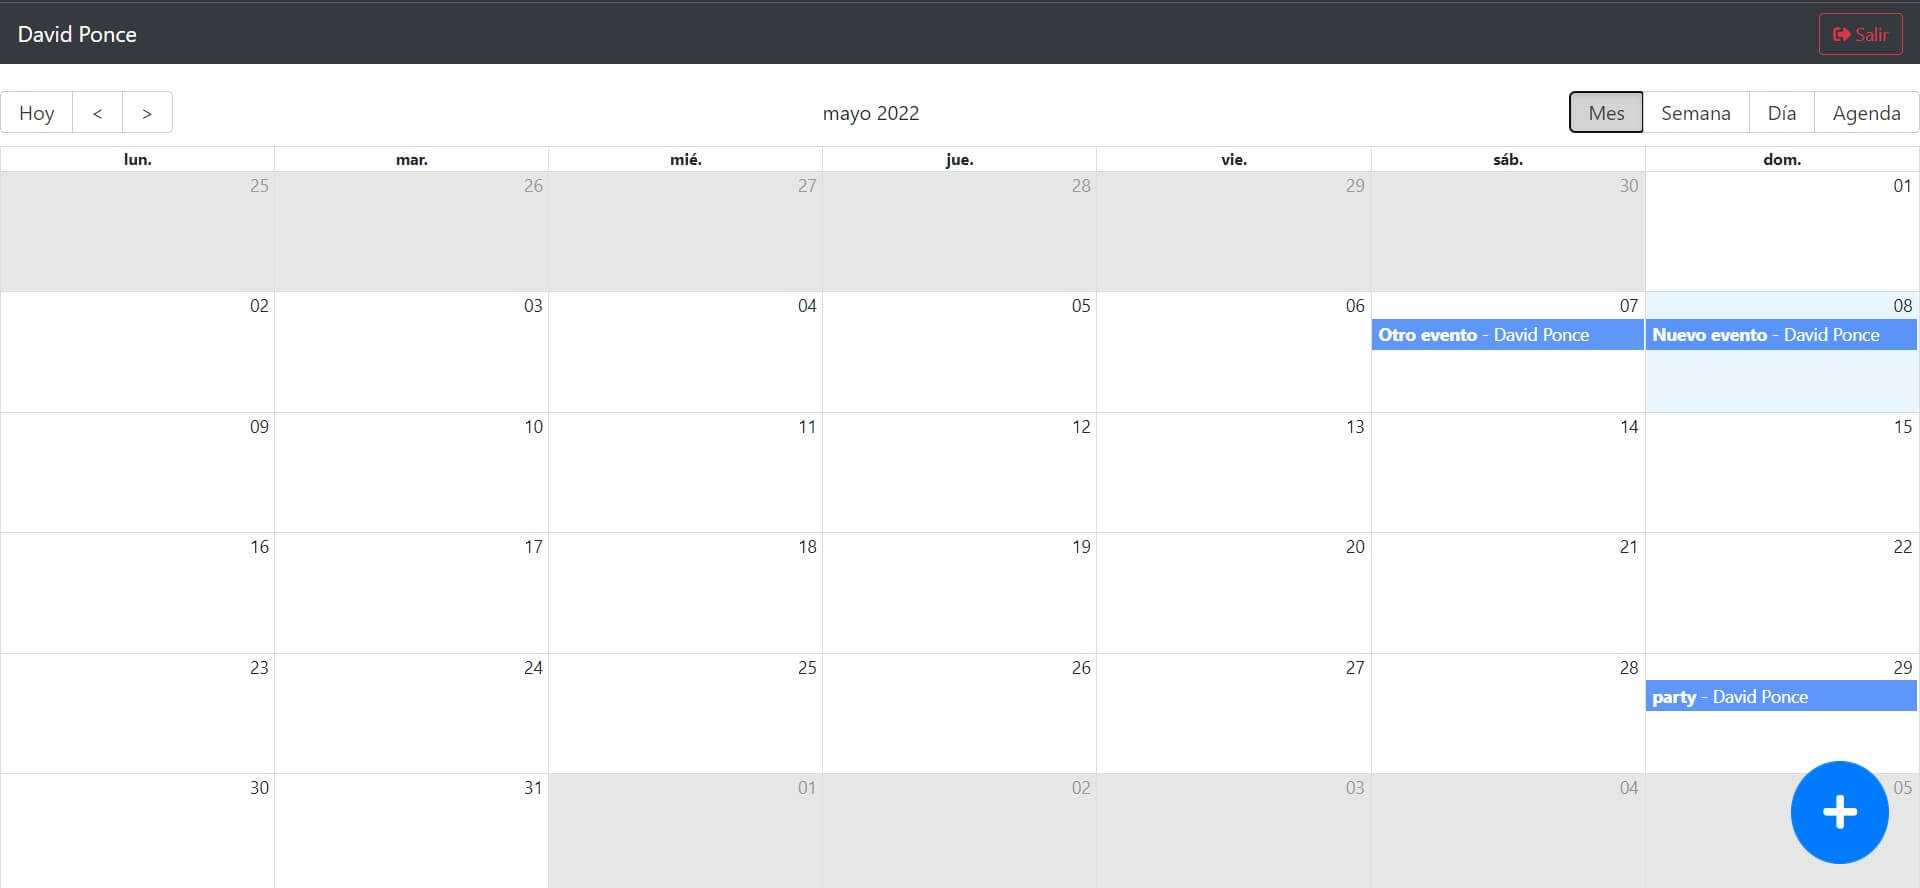 David Ponce Salir
Hoy < > mayo 2022 Mes Semana Día Agenda
lun. mar. mié. jue. vie. sáb. dom.
25 26 27 28 29 30 01
02 03 04 05 06 07 08
Otro evento - David Ponce Nuevo evento - David Ponce
09 10 11 12 13 14 15
16 17 18 19 20 21 22
23 24 25 26 27 28 29
party - David Ponce
30 31 01 02 03 04 05